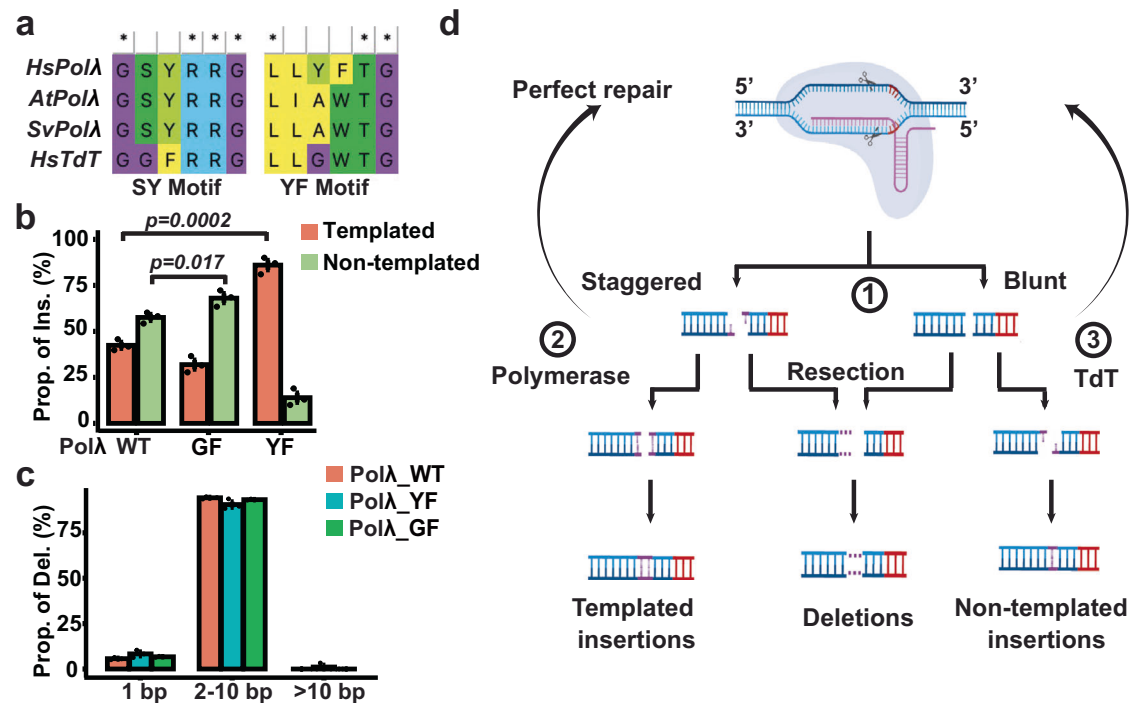 a
* * * * * * *
HsPolλ G S Y R R G L L Y F T G
AtPolλ G S Y R R G L I A W T G
SvPolλ G S Y R R G L L A W T G
HsTdT G G F R R G L L G W T G
SY Motif YF Motif
b
Prop. of Ins. (%)
100
75
50
25
0
p=0.0002
p=0.017
Templated
Non-templated
Polλ WT GF YF
c
Prop. of Del. (%)
75
50
25
0
Polλ_WT
Polλ_YF
Polλ_GF
1 bp 2-10 bp >10 bp
d
Perfect repair
5' 3'
3' 5'
Staggered
1
Blunt
2
Polymerase
Resection
3
TdT
Templated
insertions
Deletions
Non-templated
insertions